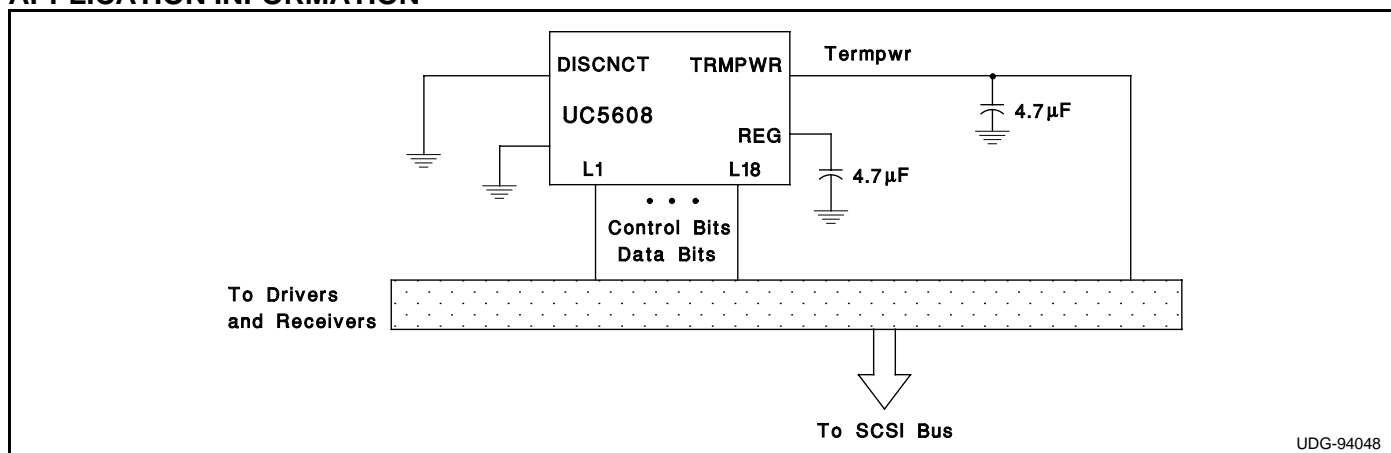 APPLICATION INFORMATION
DISCNCT
TRMPWR
Termpwr
UC5608
4.7µF
REG
L1
L18
4.7µF
• • •
Control Bits
Data Bits
To Drivers
and Receivers
To SCSI Bus
UDG-94048